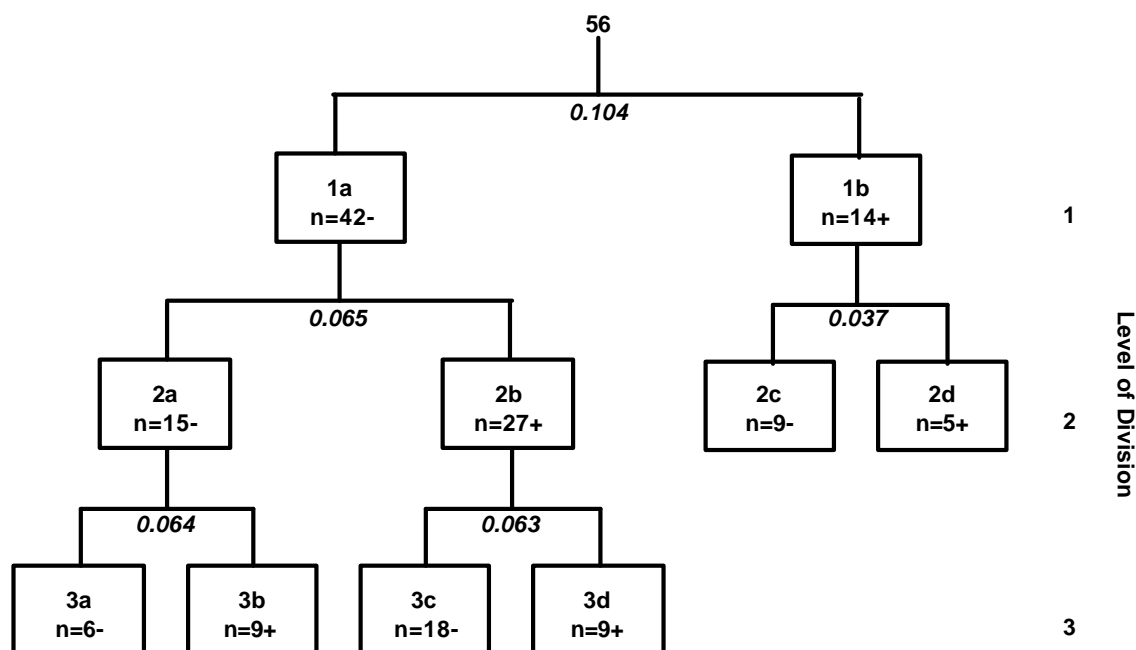 56
0.104
1a
n=42-
1b
n=14+
1
0.065
0.037
2a
n=15-
2b
n=27+
2c
n=9-
2d
n=5+
2
Level of Division
0.064
0.063
3a
n=6-
3b
n=9+
3c
n=18-
3d
n=9+
3